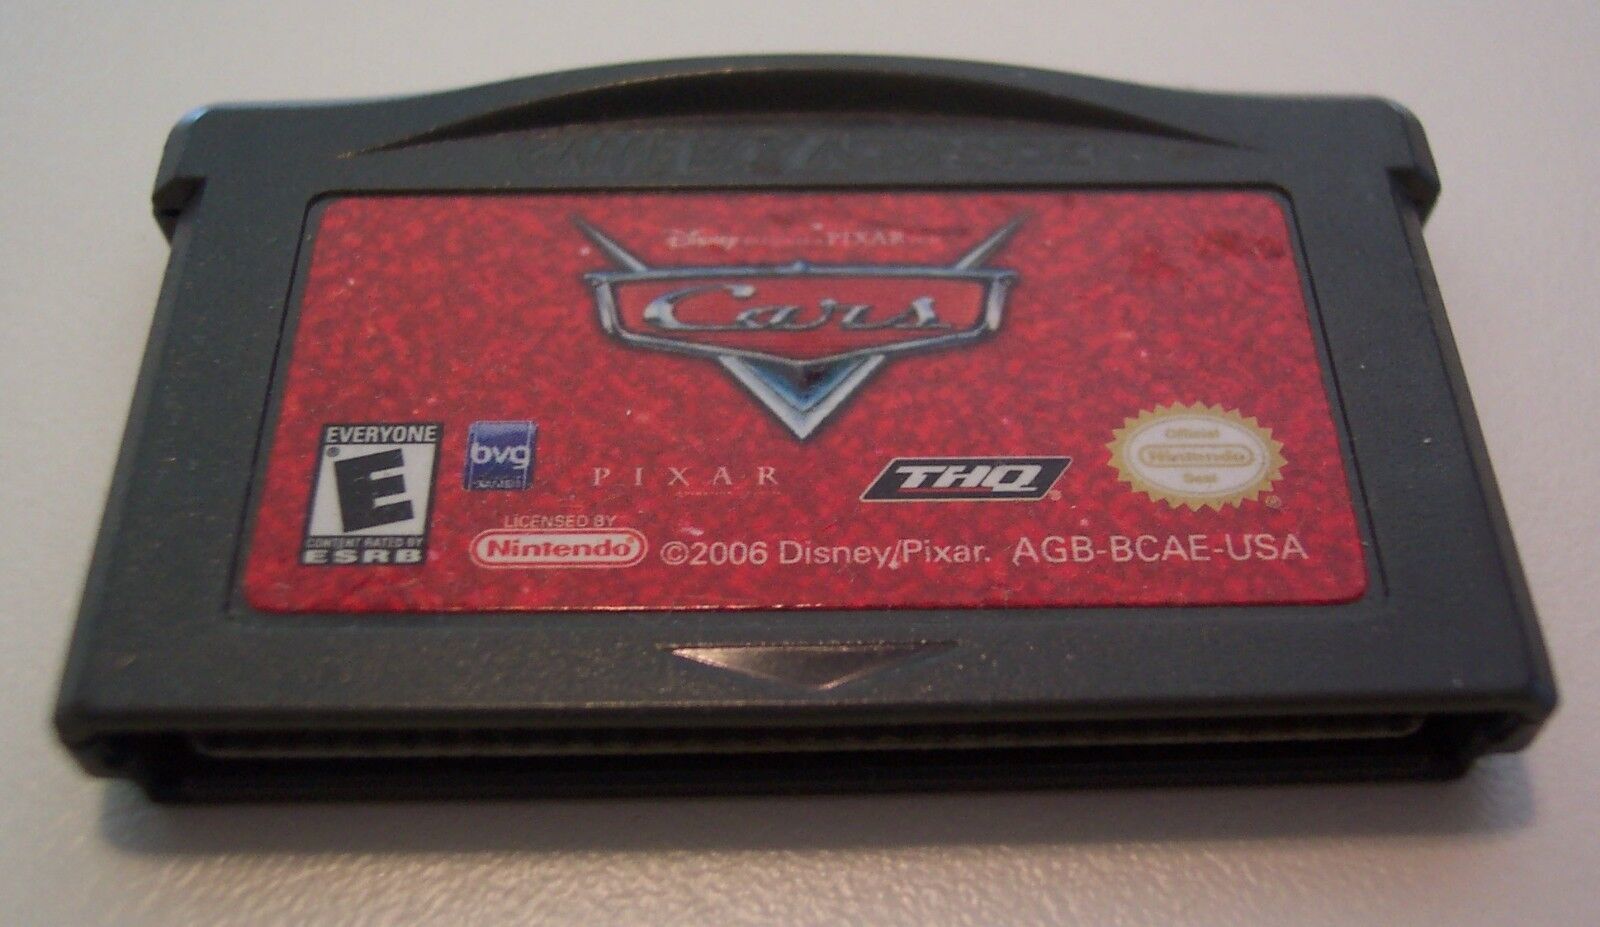 Disney PIXAR
Cars
EVERYONE
E
CONTENT RATED BY
ESRB
bvg
PIXAR
THQ
Official
Nintendo
Seal
LICENSED BY
Nintendo
©2006 Disney/Pixar. AGB-BCAE-USA